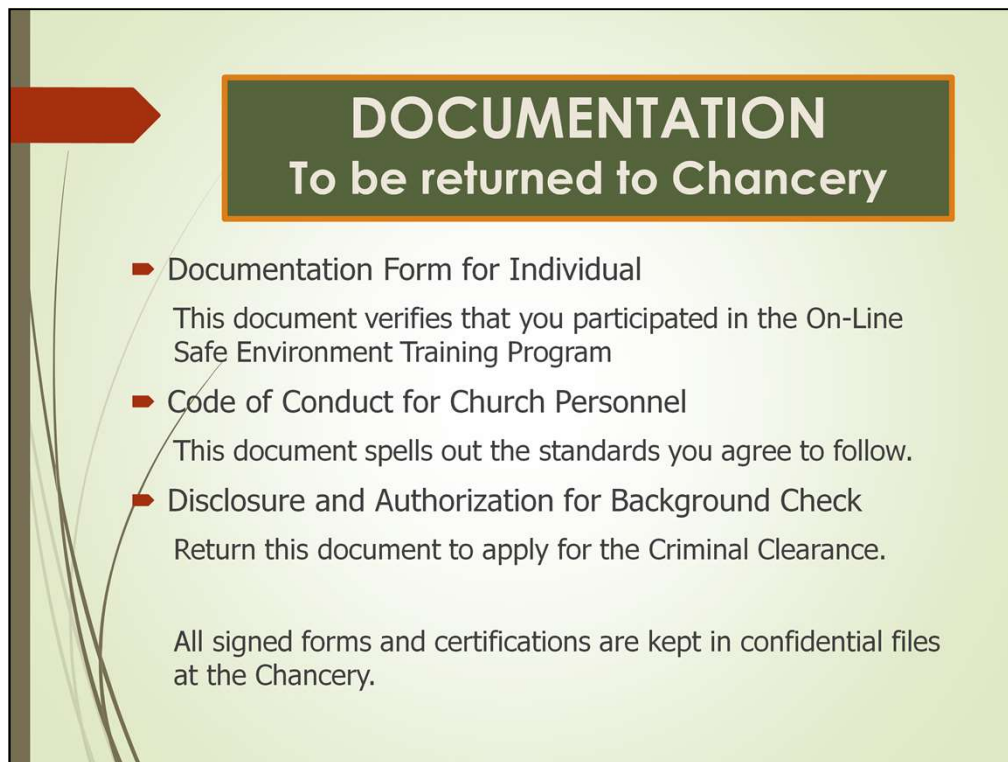 DOCUMENTATION
To be returned to Chancery
Documentation Form for Individual
This document verifies that you participated in the On-Line
Safe Environment Training Program
Code of Conduct for Church Personnel
This document spells out the standards you agree to follow.
Disclosure and Authorization for Background Check
Return this document to apply for the Criminal Clearance.
All signed forms and certifications are kept in confidential files
at the Chancery.